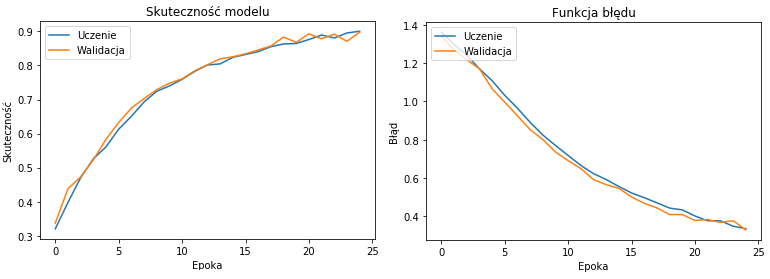 Skuteczność modelu
Skuteczność
0.9
0.8
0.7
0.6
0.5
0.4
0.3
Uczenie
Walidacja
0 5 10 15 20 25
Epoka
Funkcja błędu
Błąd
1.4
1.2
1.0
0.8
0.6
0.4
Uczenie
Walidacja
0 5 10 15 20 25
Epoka